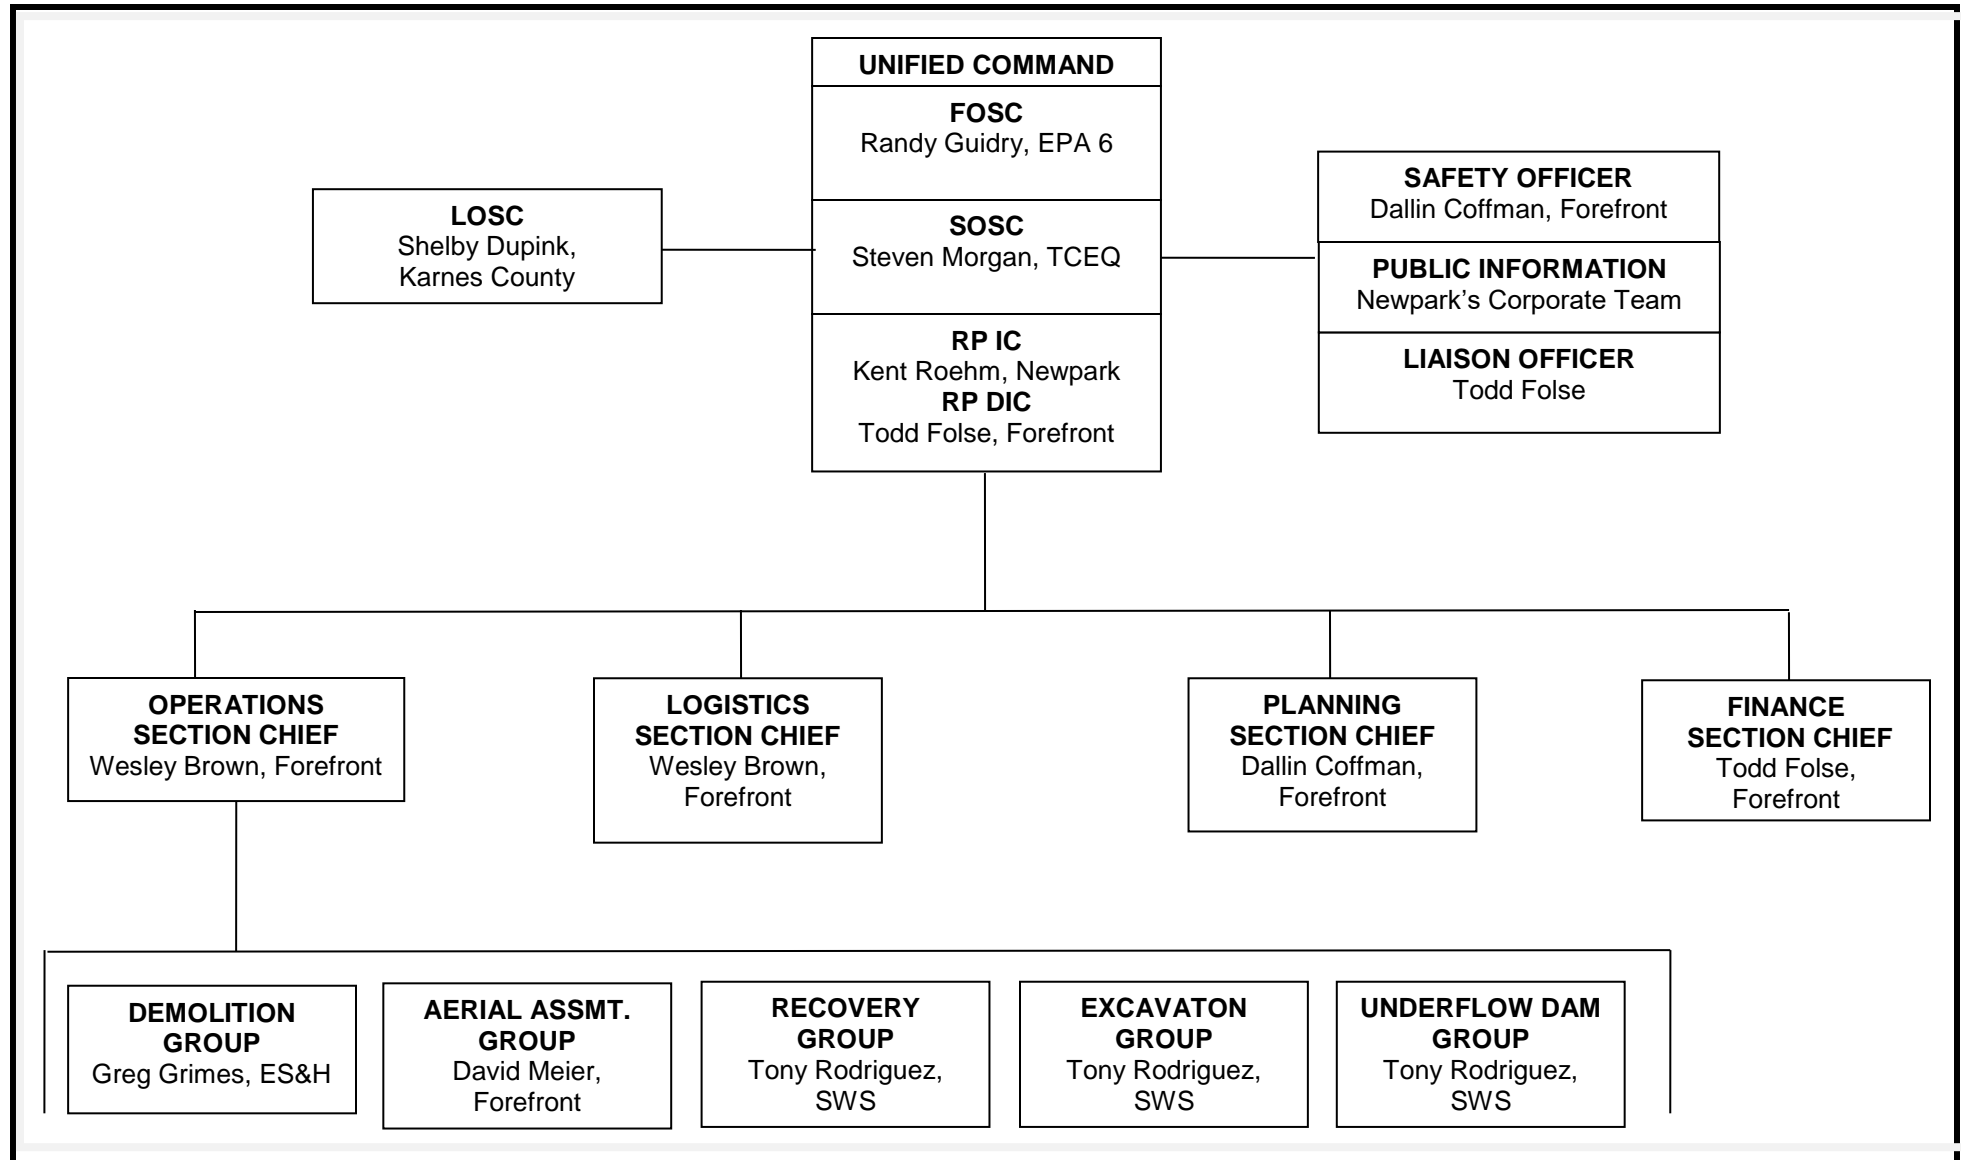 UNIFIED COMMAND
FOSC
Randy Guidry, EPA 6
SOSC
Steven Morgan, TCEQ
RP IC
Kent Roehm, Newpark
RP DIC
Todd Folse, Forefront
LOSC
Shelby Dupink,
Karnes County
SAFETY OFFICER
Dallin Coffman, Forefront
PUBLIC INFORMATION
Newpark’s Corporate Team
LIAISON OFFICER
Todd Folse
OPERATIONS
SECTION CHIEF
Wesley Brown, Forefront
LOGISTICS
SECTION CHIEF
Wesley Brown,
Forefront
PLANNING
SECTION CHIEF
Dallin Coffman,
Forefront
FINANCE
SECTION CHIEF
Todd Folse,
Forefront
DEMOLITION
GROUP
Greg Grimes, ES&H
AERIAL ASSMT.
GROUP
David Meier,
Forefront
RECOVERY
GROUP
Tony Rodriguez,
SWS
EXCAVATON
GROUP
Tony Rodriguez,
SWS
UNDERFLOW DAM
GROUP
Tony Rodriguez,
SWS